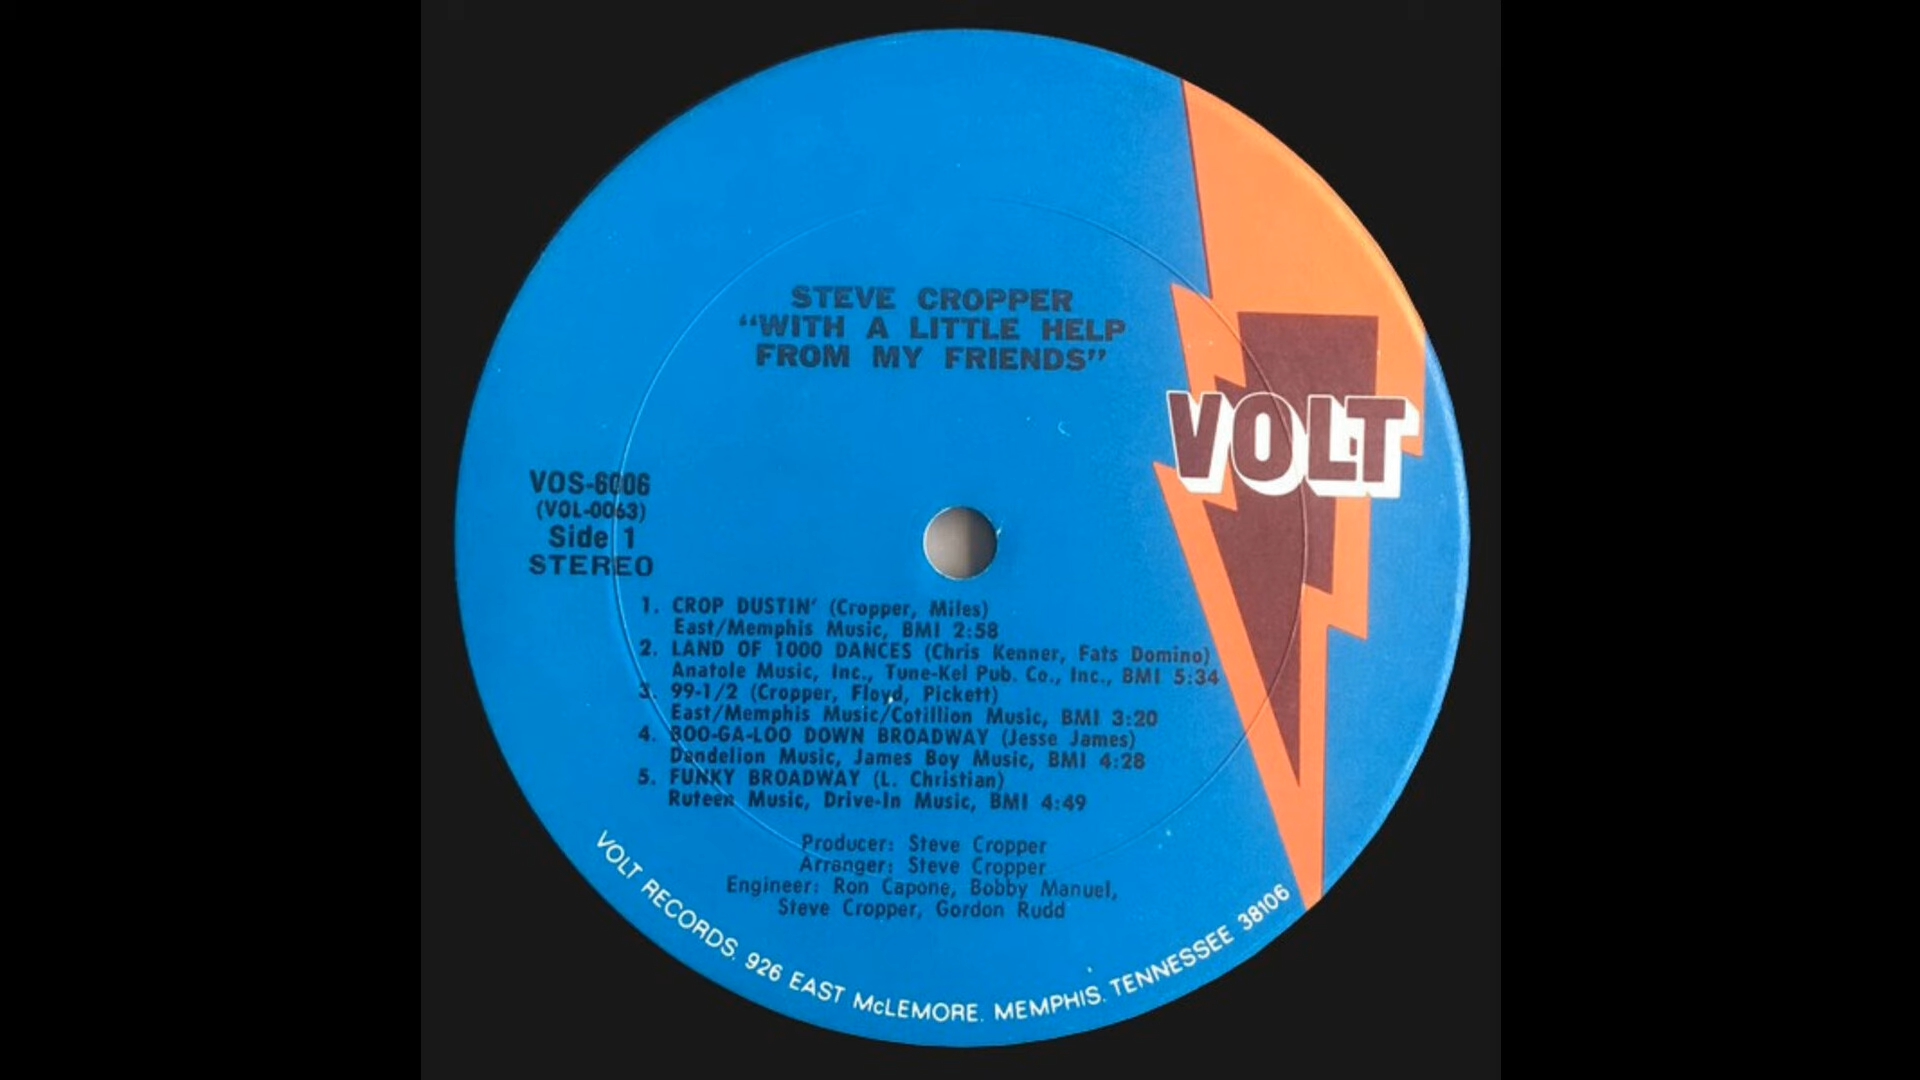 STEVE CROPPER
“WITH A LITTLE HELP
FROM MY FRIENDS”
VOLT
VOS-6006
(VOL-0063)
Side 1
STEREO
1. CROP DUSTIN’ (Cropper, Miles)
East/Memphis Music, BMI 2:58
2. LAND OF 1000 DANCES (Chris Kenner, Fats Domino)
Anatole Music, Inc., Tune-Kel Pub. Co., Inc., BMI 5:34
3. 99-1/2 (Cropper, Floyd, Pickett)
East/Memphis Music/Cotillion Music, BMI 3:20
4. BOO-GA-LOO DOWN BROADWAY (Jesse James)
Dandelion Music, James Boy Music, BMI 4:28
5. FUNKY BROADWAY (L. Christian)
Ruteen Music, Drive-In Music, BMI 4:49
Producer: Steve Cropper
Arranger: Steve Cropper
Engineer: Ron Capone, Bobby Manuel,
Steve Cropper, Gordon Rudd
VOLT RECORDS, 926 EAST McLEMORE, MEMPHIS, TENNESSEE 38106